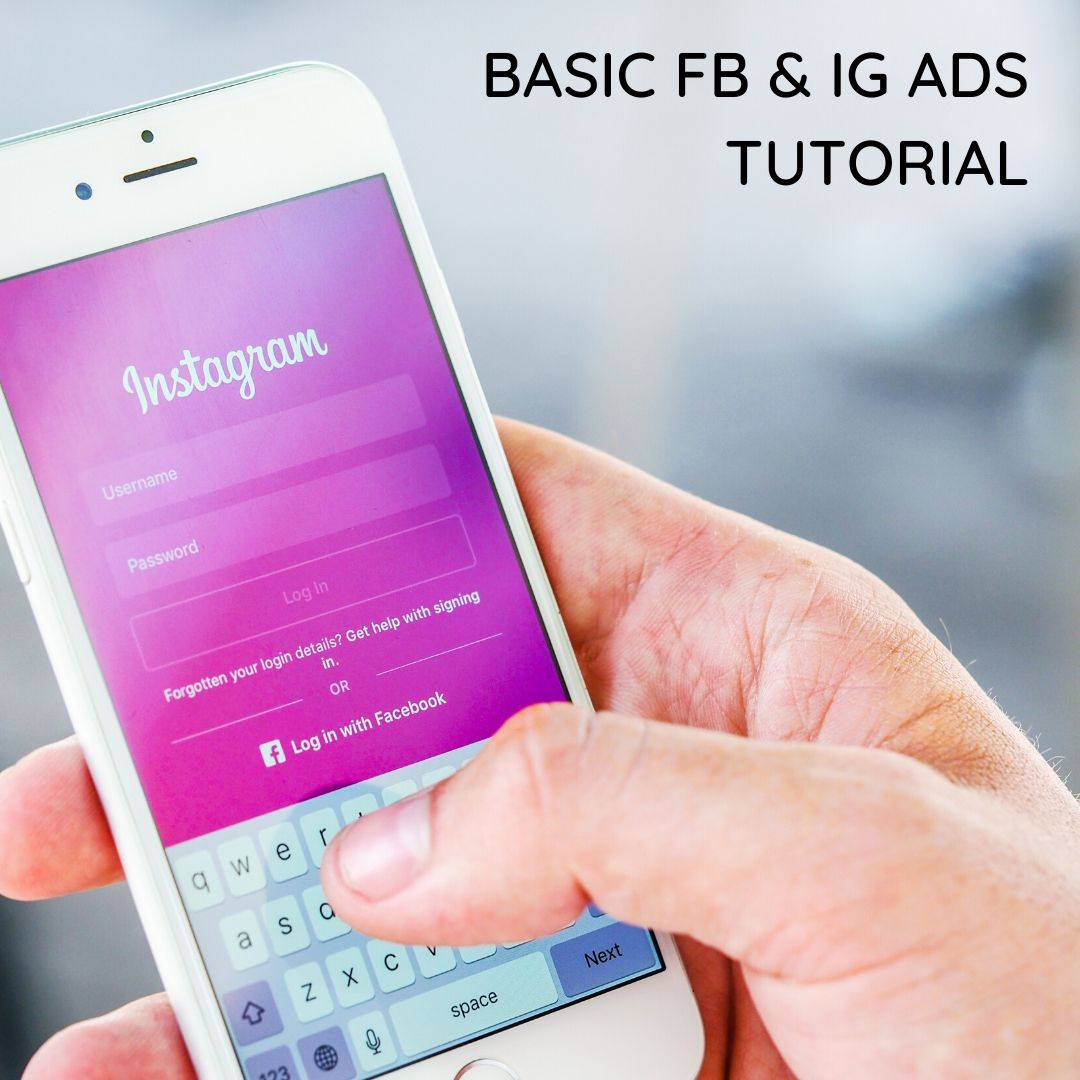 BASIC FB & IG ADS
TUTORIAL
Instagram
Username
Password
Log In
Forgotten your login details? Get help with signing
in.
OR
Log in with Facebook
q w e r
a s d
z x c v
space Next
123